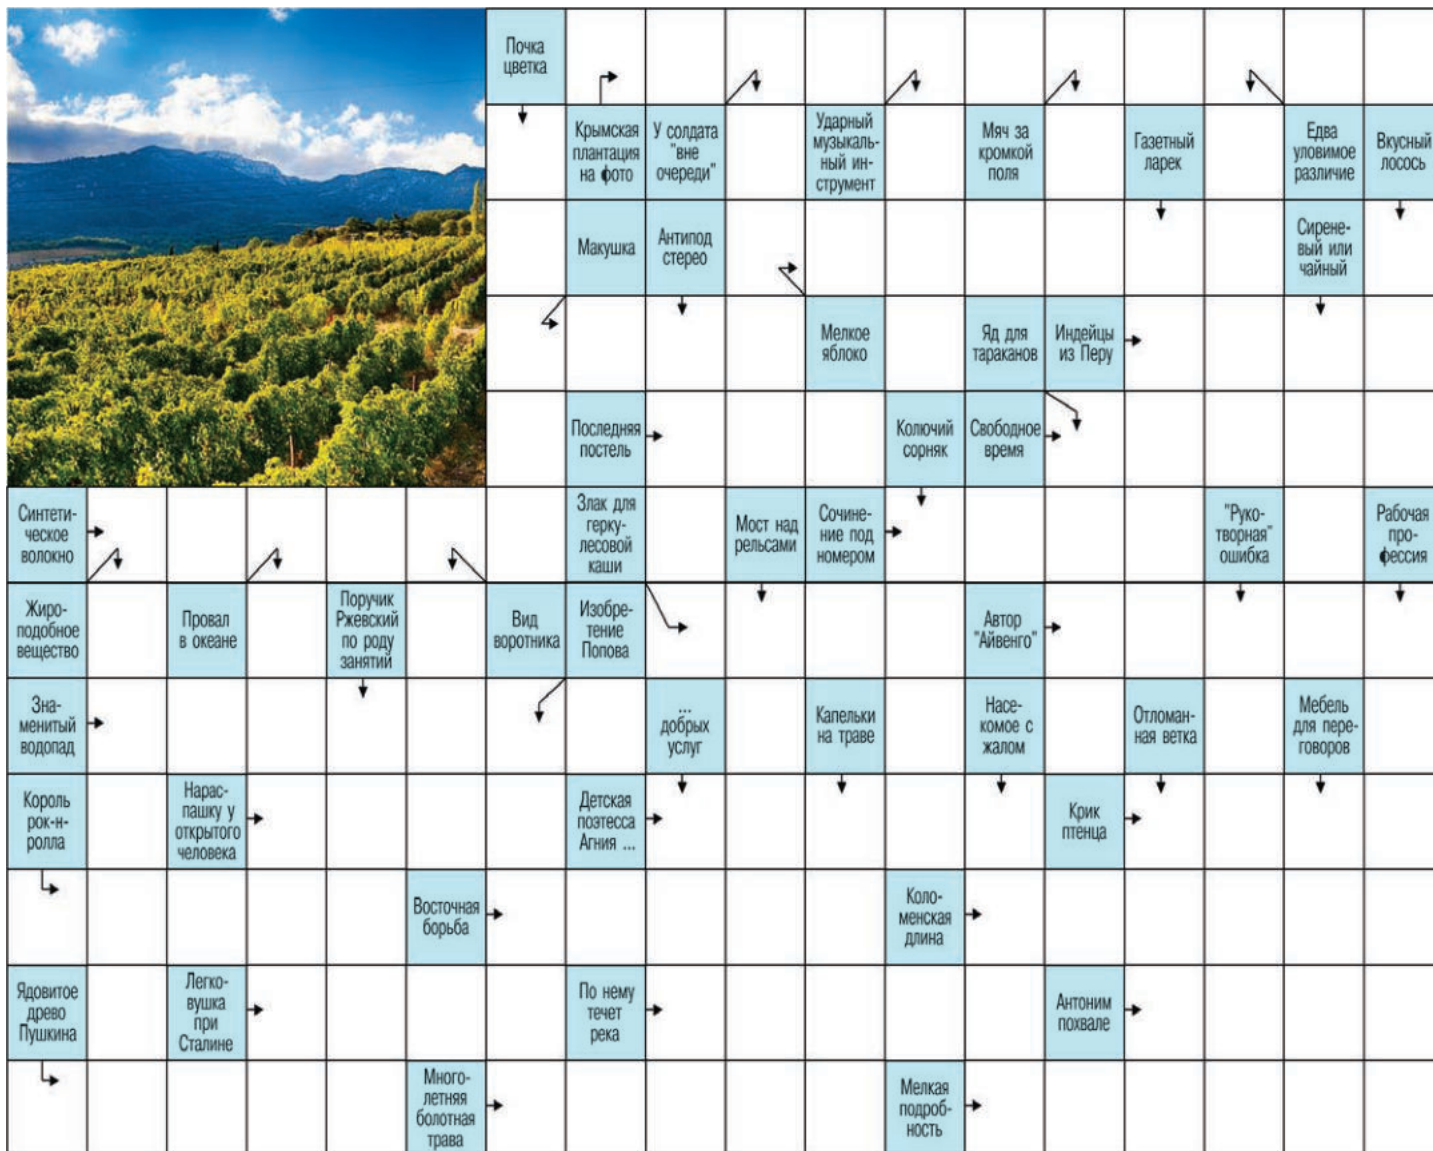 Почка
цветка
Крымская
плантация
на фото
У солдата
"вне
очереди"
Ударный
музыкаль-
ный ин-
струмент
Мяч за
кромкой
поля
Газетный
ларек
Едва
уловимое
различие
Вкусный
лосось
Макушка
Антипод
стерео
Сирене-
вый или
чайный
Мелкое
яблоко
Яд для
тараканов
Индейцы
из Перу
Последняя
постель
Колючий
сорняк
Свободное
время
Синтети-
ческое
волокно
Злак для
герку-
лесовой
каши
Мост над
рельсами
Сочине-
ние под
номером
"Руко-
творная"
ошибка
Рабочая
про-
фессия
Жиро-
подобное
вещество
Провал
в океане
Поручик
Ржевский
по роду
занятий
Вид
воротника
Изобре-
тение
Попова
Автор
"Айвенго"
Зна-
менитый
водопад
...
добрых
услуг
Капельки
на траве
Насе-
комое с
жалом
Отломан-
ная ветка
Мебель
для пере-
говоров
Король
рок-н-
ролла
Нарас-
пашку у
открытого
человека
Детская
поэтесса
Агния ...
Крик
птенца
Восточная
борьба
Коло-
менская
длина
Ядовитое
древо
Пушкина
Легко-
вушка
при
Сталине
По нему
течет
река
Антоним
похвале
Много-
летняя
болотная
трава
Мелкая
подроб-
ность